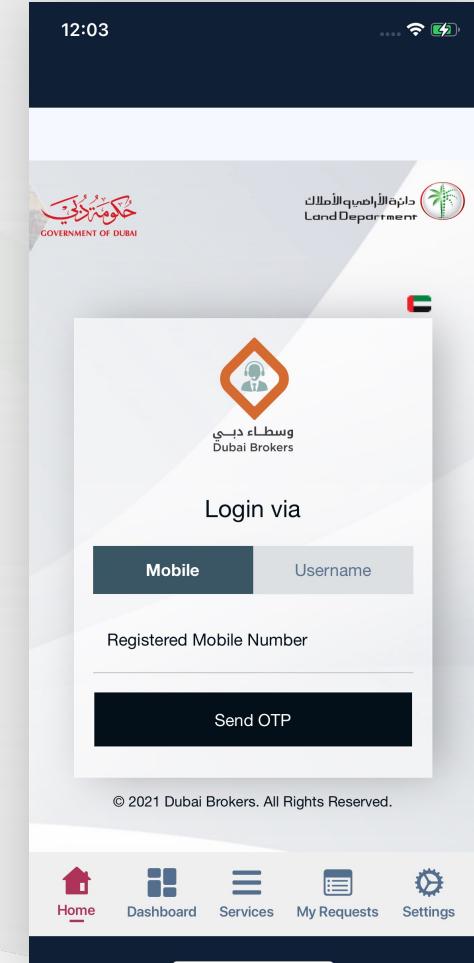 12:03
حكومة دبي
GOVERNMENT OF DUBAI
دائرة الأراضي والأملاك
Land Department
وسطاء دبي
Dubai Brokers
Login via
Mobile
Username
Registered Mobile Number
Send OTP
© 2021 Dubai Brokers. All Rights Reserved.
Home
Dashboard
Services
My Requests
Settings